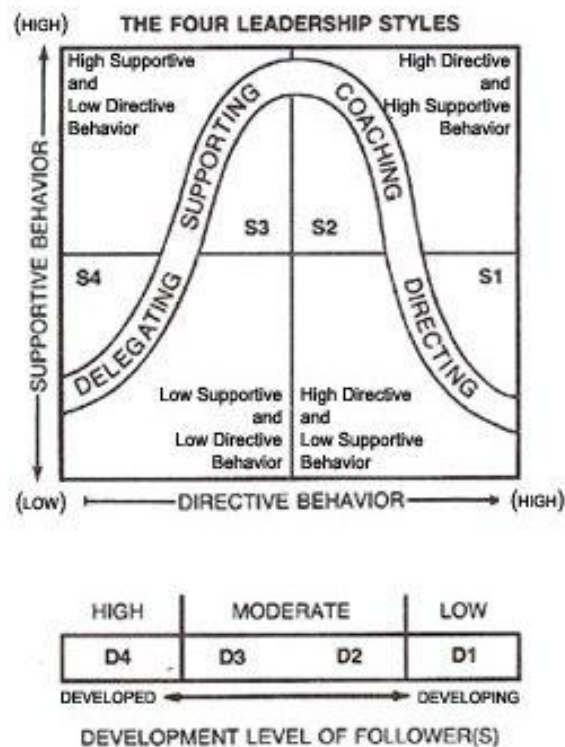 THE FOUR LEADERSHIP STYLES
(HIGH)
High Supportive
and
Low Directive
Behavior
High Directive
and
High Supportive
Behavior
SUPPORTING
COACHING
S3
S2
S4
S1
DELEGATING
DIRECTING
Low Supportive
and
Low Directive
Behavior
High Directive
and
Low Supportive
Behavior
SUPPORTIVE BEHAVIOR
(LOW)
DIRECTIVE BEHAVIOR
(HIGH)
HIGH MODERATE LOW
D4 D3 D2 D1
DEVELOPED DEVELOPING
DEVELOPMENT LEVEL OF FOLLOWER(S)